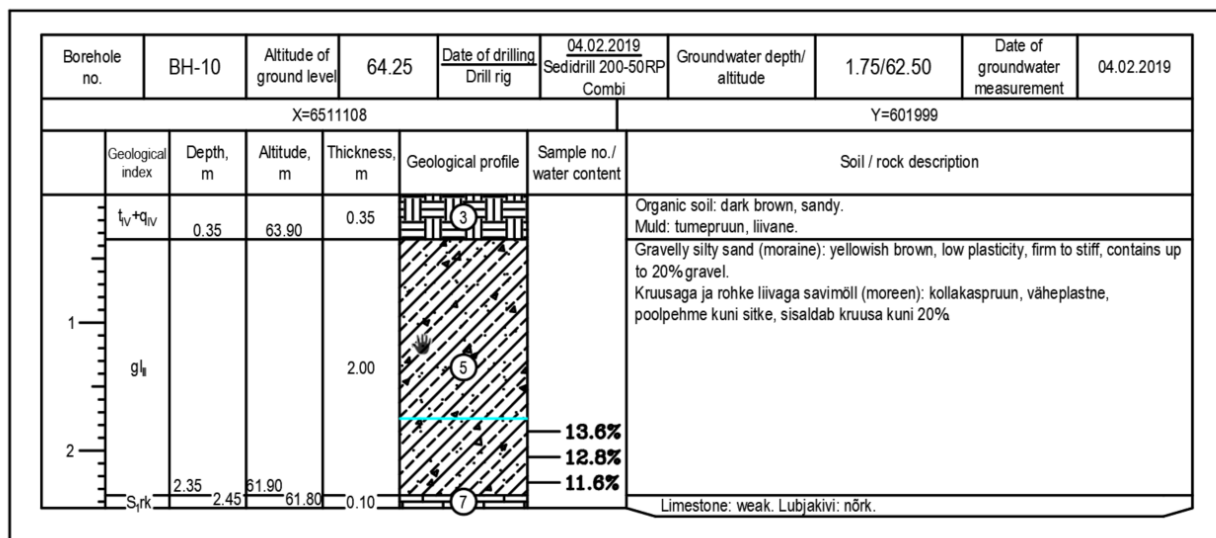 Borehole no.
BH-10
Altitude of ground level
64.25
Date of drilling
Drill rig
04.02.2019
Sedidrill 200-50RP
Combi
Groundwater depth/ altitude
1.75/62.50
Date of groundwater measurement
04.02.2019
X=6511108
Y=601999
Geological index
Depth, m
Altitude, m
Thickness, m
Geological profile
Sample no./ water content
Soil / rock description
tIV+qIV
0.35
63.90
0.35
3
Organic soil: dark brown, sandy.
Muld: tumepruun, liivane.
Gravelly silty sand (moraine): yellowish brown, low plasticity, firm to stiff, contains up
to 20% gravel.
Kruusaga ja rohke liivaga savimöll (moreen): kollakaspruun, väheplastne,
poolpehme kuni sitke, sisaldab kruusa kuni 20%.
1
glIII
2.00
5
2
13.6%
12.8%
11.6%
2.35
61.90
S1rk
2.45
61.80
0.10
7
Limestone: weak. Lubjakivi: nõrk.